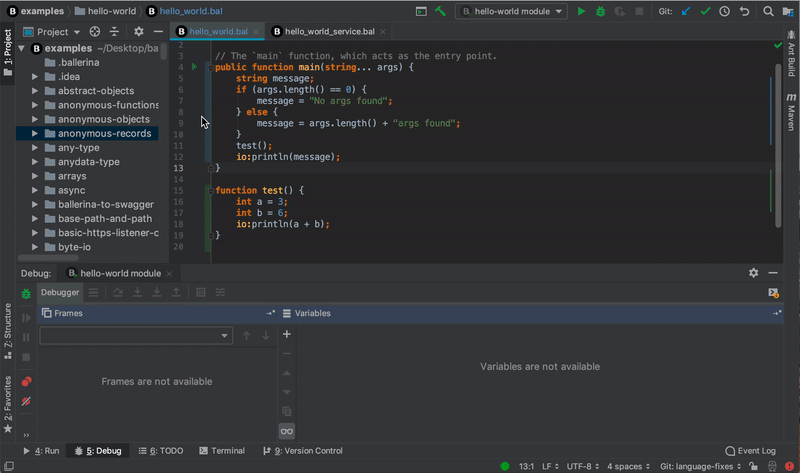 examples hello-world hello_world.bal hello-world module Git:
1: Project
Project
hello_world.bal hello_world_service.bal
examples ~/Desktop/ba
.ballerina
.idea
abstract-objects
anonymous-functions
anonymous-objects
anonymous-records
any-type
anydata-type
arrays
async
ballerina-to-swagger
base-path-and-path
basic-https-listener-c
byte-io
2
3 // The `main` function, which acts as the entry point.
4 public function main(string... args) {
5 string message;
6 if (args.length() == 0) {
7 message = "No args found";
8 } else {
9 message = args.length() + "args found";
10 }
11 test();
12 io:println(message);
13 }
14
15 function test() {
16 int a = 3;
17 int b = 6;
18 io:println(a + b);
19 }
20
Ant Build
Maven
Debug: hello-world module
Debugger
Frames
Variables
Frames are not available
Variables are not available
7: Structure
2: Favorites
4: Run 5: Debug 6: TODO Terminal 9: Version Control Event Log
13:1 LF UTF-8 4 spaces Git: language-fixes